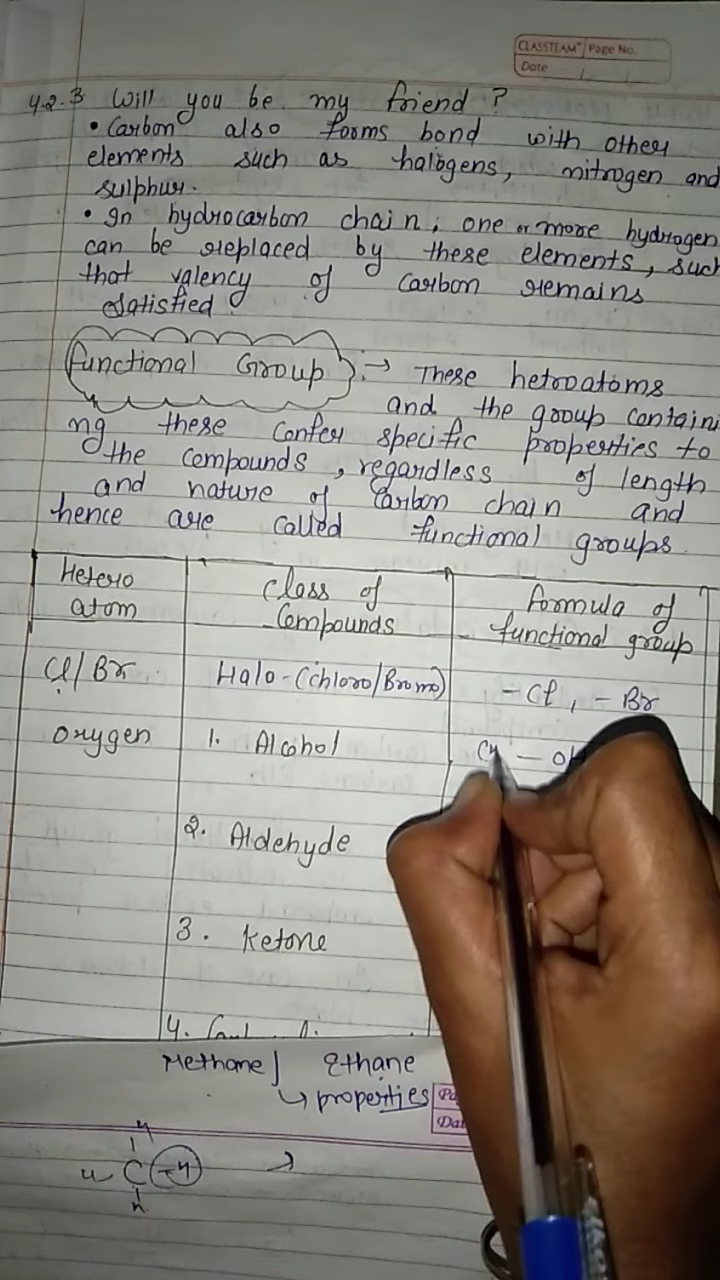 CLASSTEAM Page No.
Date / /
4.2.3 Will you be my friend ?
• Carbon also forms bond with other
elements such as halogens, nitrogen and
sulphur.
• In hydrocarbon chain, one or more hydrogen
can be replaced by these elements, such
that valency of carbon remains
satisfied.
Functional Group :→ These hetroatoms
and the group contain
ng these confer specific properties to
the compounds, regardless of length
and nature of carbon chain and
hence are called functional groups.
Hetero atom
Class of Compounds
Formula of functional group
Cl/Br
Halo-(Chloro/Bromo)
-Cl, -Br
oxygen
1. Alcohol
- OH
2. Aldehyde
3. Ketone
4.
Methane Ethane
↳ properties
H
H C - H →
H